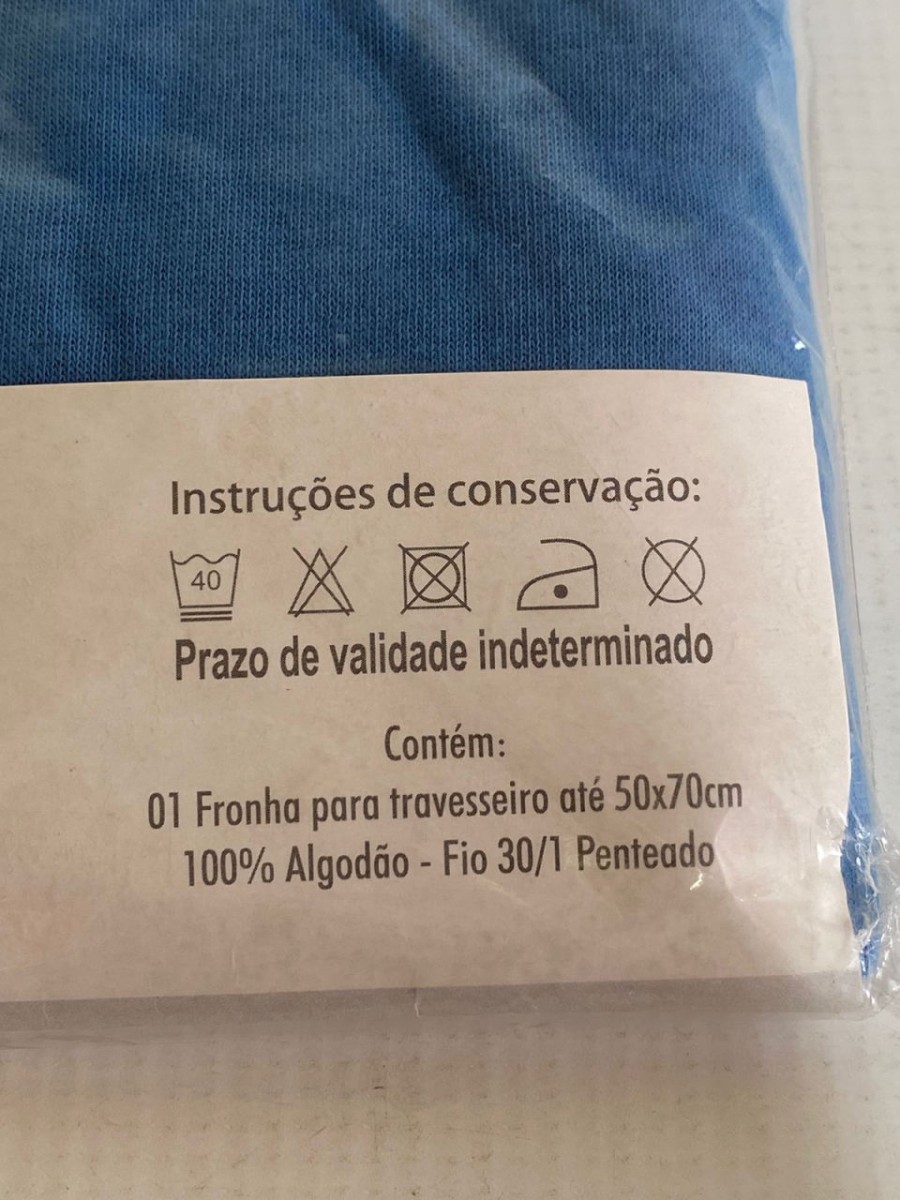 Instruções de conservação:
40
Prazo de validade indeterminado
Contém:
01 Fronha para travesseiro até 50x70cm
100% Algodão - Fio 30/1 Penteado